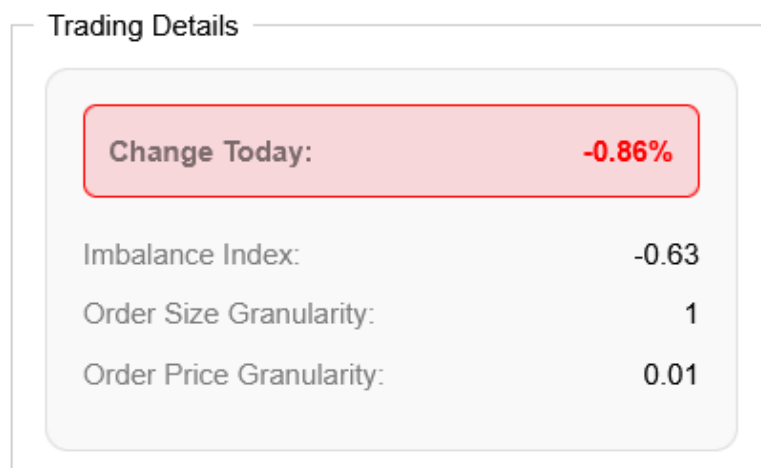 Trading Details
Change Today: -0.86%
Imbalance Index: -0.63
Order Size Granularity: 1
Order Price Granularity: 0.01